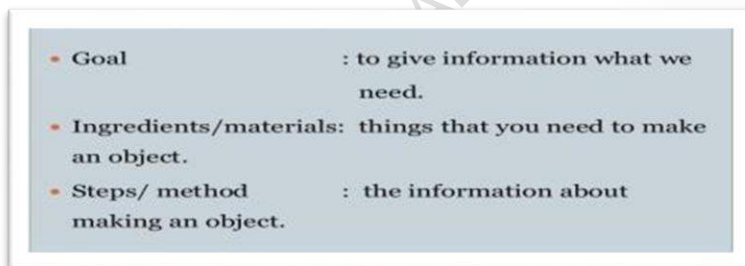 • Goal : to give information what we
need.
• Ingredients/materials: things that you need to make
an object.
• Steps/ method : the information about
making an object.